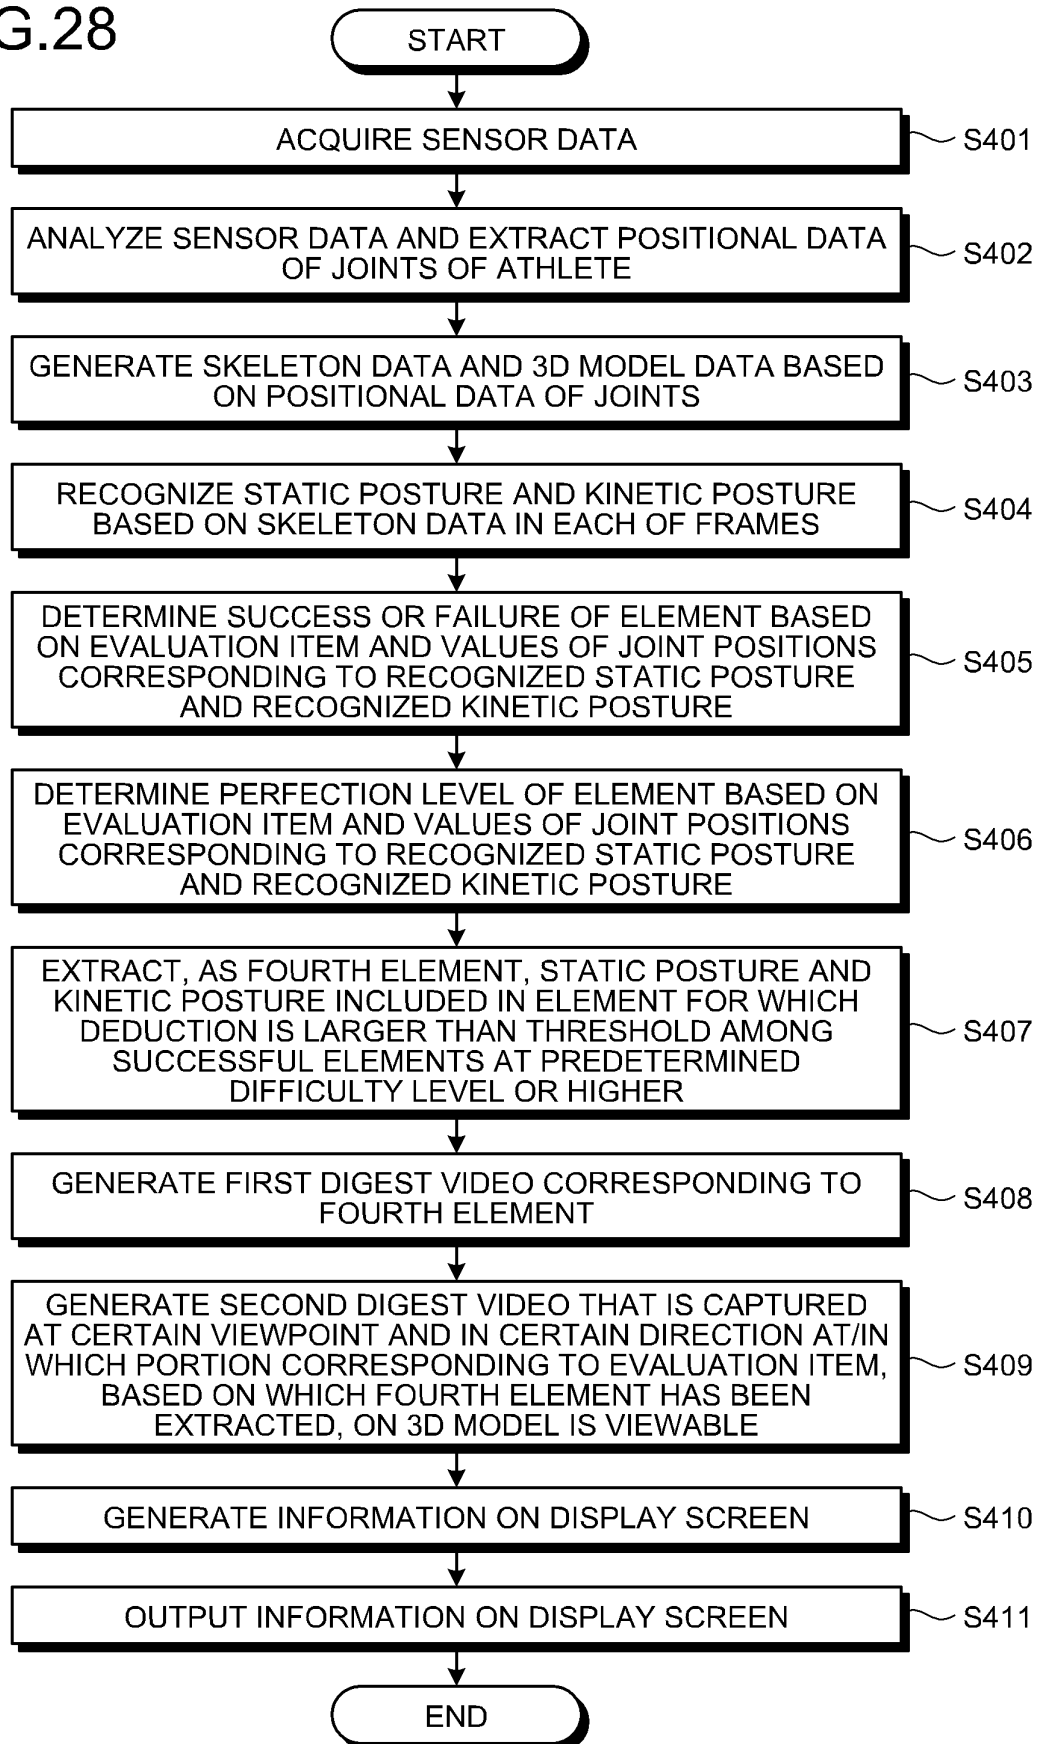 G.28
START
ACQUIRE SENSOR DATA
S401
ANALYZE SENSOR DATA AND EXTRACT POSITIONAL DATA
OF JOINTS OF ATHLETE
S402
GENERATE SKELETON DATA AND 3D MODEL DATA BASED
ON POSITIONAL DATA OF JOINTS
S403
RECOGNIZE STATIC POSTURE AND KINETIC POSTURE
BASED ON SKELETON DATA IN EACH OF FRAMES
S404
DETERMINE SUCCESS OR FAILURE OF ELEMENT BASED
ON EVALUATION ITEM AND VALUES OF JOINT POSITIONS
CORRESPONDING TO RECOGNIZED STATIC POSTURE
AND RECOGNIZED KINETIC POSTURE
S405
DETERMINE PERFECTION LEVEL OF ELEMENT BASED ON
EVALUATION ITEM AND VALUES OF JOINT POSITIONS
CORRESPONDING TO RECOGNIZED STATIC POSTURE
AND RECOGNIZED KINETIC POSTURE
S406
EXTRACT, AS FOURTH ELEMENT, STATIC POSTURE AND
KINETIC POSTURE INCLUDED IN ELEMENT FOR WHICH
DEDUCTION IS LARGER THAN THRESHOLD AMONG
SUCCESSFUL ELEMENTS AT PREDETERMINED
DIFFICULTY LEVEL OR HIGHER
S407
GENERATE FIRST DIGEST VIDEO CORRESPONDING TO
FOURTH ELEMENT
S408
GENERATE SECOND DIGEST VIDEO THAT IS CAPTURED
AT CERTAIN VIEWPOINT AND IN CERTAIN DIRECTION AT/IN
WHICH PORTION CORRESPONDING TO EVALUATION ITEM,
BASED ON WHICH FOURTH ELEMENT HAS BEEN
EXTRACTED, ON 3D MODEL IS VIEWABLE
S409
GENERATE INFORMATION ON DISPLAY SCREEN
S410
OUTPUT INFORMATION ON DISPLAY SCREEN
S411
END